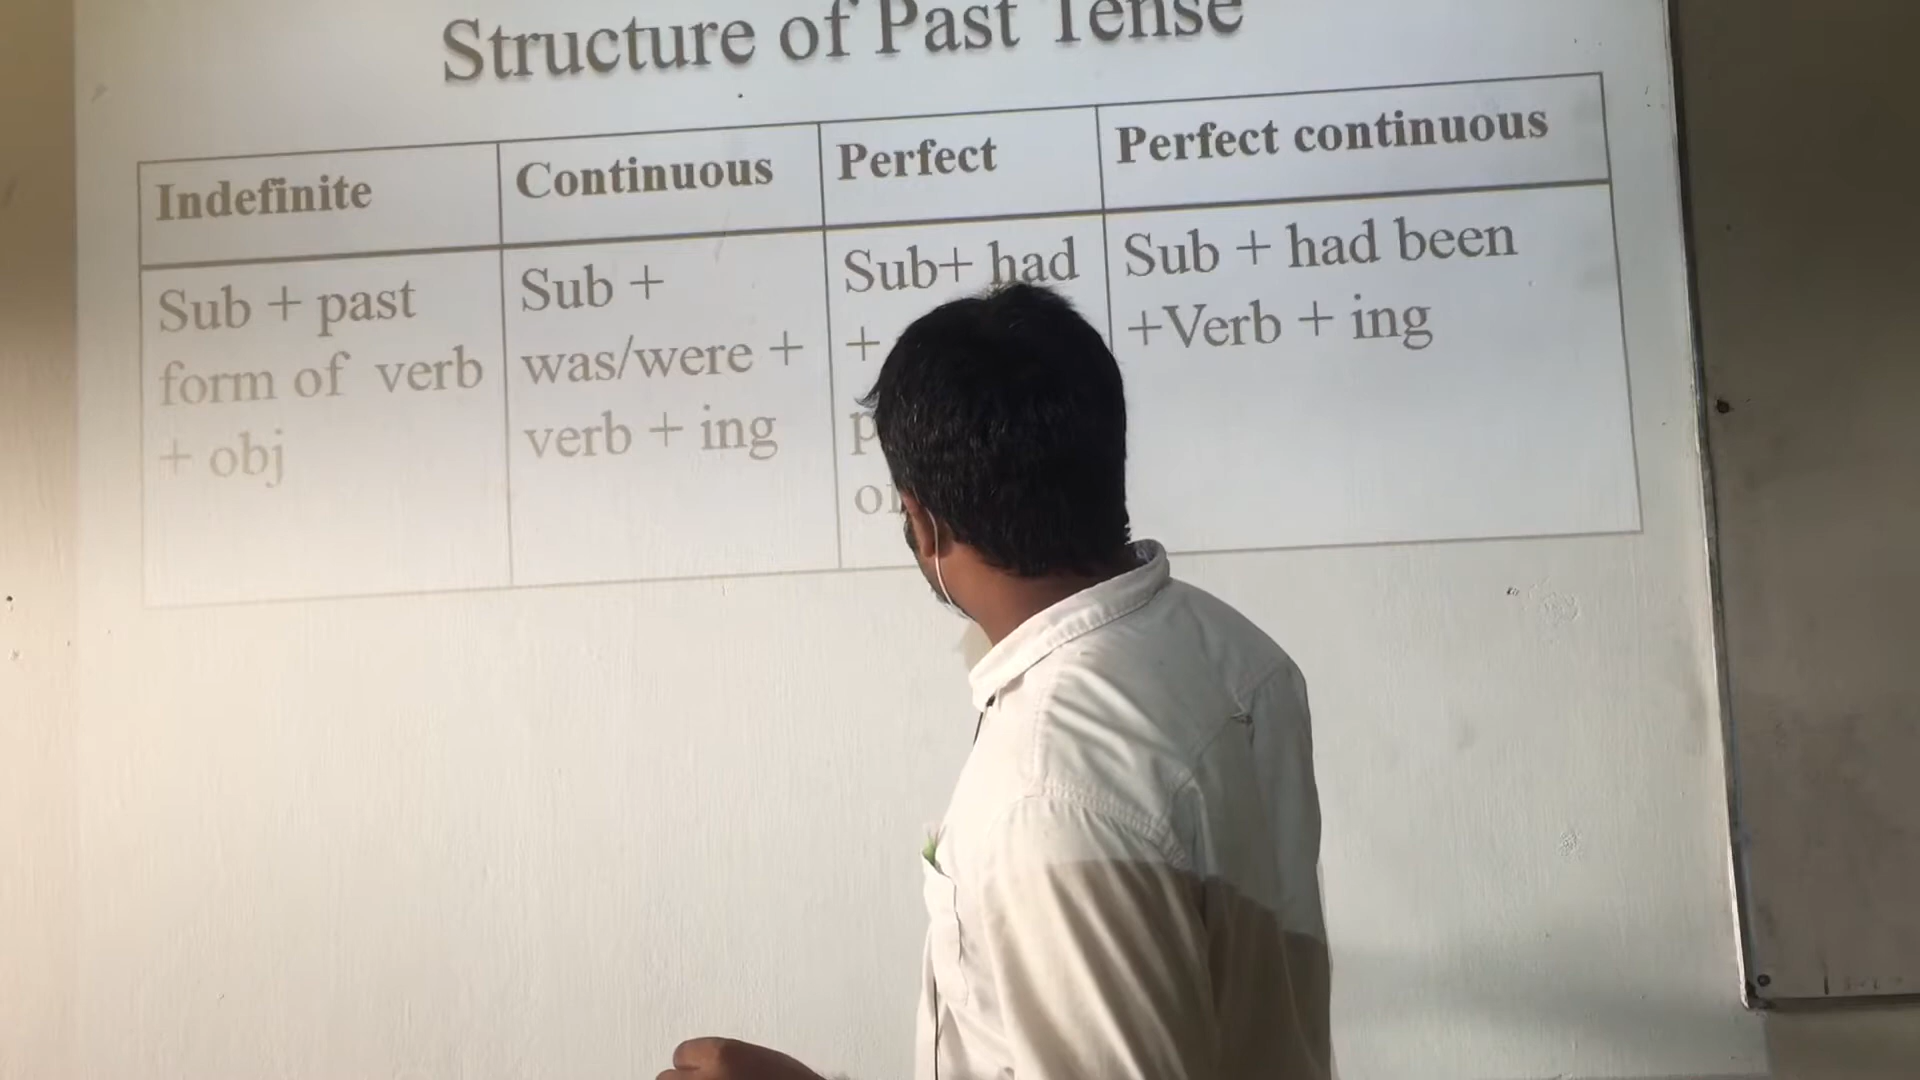 Structure of Past Tense
Indefinite
Continuous
Perfect
Perfect continuous
Sub + past
form of verb
+ obj
Sub +
was/were +
verb + ing
Sub+ had
+
Sub + had been
+Verb + ing